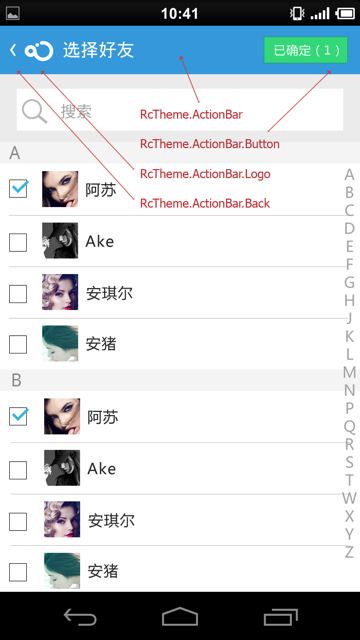 10:41
选择好友
已确定（1）
搜索
RcTheme.ActionBar
RcTheme.ActionBar.Button
RcTheme.ActionBar.Logo
RcTheme.ActionBar.Back
A
阿苏
Ake
安琪尔
安猪
B
阿苏
Ake
安琪尔
安猪
A
B
C
D
E
F
G
H
J
K
L
M
N
P
Q
R
S
T
W
X
Y
Z